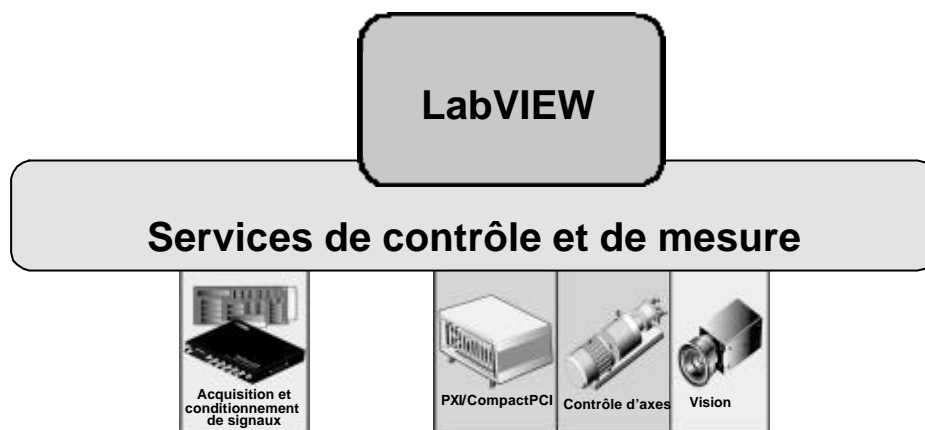 LabVIEW
Services de contrôle et de mesure
Acquisition et
conditionnement
de signaux
PXI/CompactPCI
Contrôle d'axes
Vision